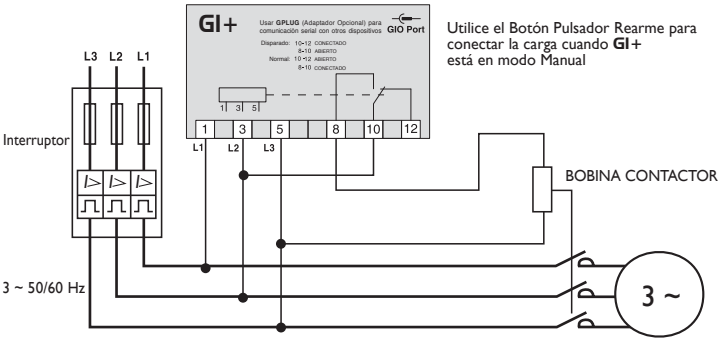 GI+
Usar GPLUG (Adaptador Opcional) para
comunicación serial con otros dispositivos
GIO Port
Disparado: 10-12 CONECTADO
8-10 ABIERTO
Normal: 10 -12 ABIERTO
8-10 CONECTADO
1 3 5
1 3 5 8 10 12
L1 L2 L3
Utilice el Botón Pulsador Rearme para
conectar la carga cuando GI+
está en modo Manual
L3 L2 L1
Interruptor
I> I> I>
BOBINA CONTACTOR
3 ~ 50/60 Hz
3 ~